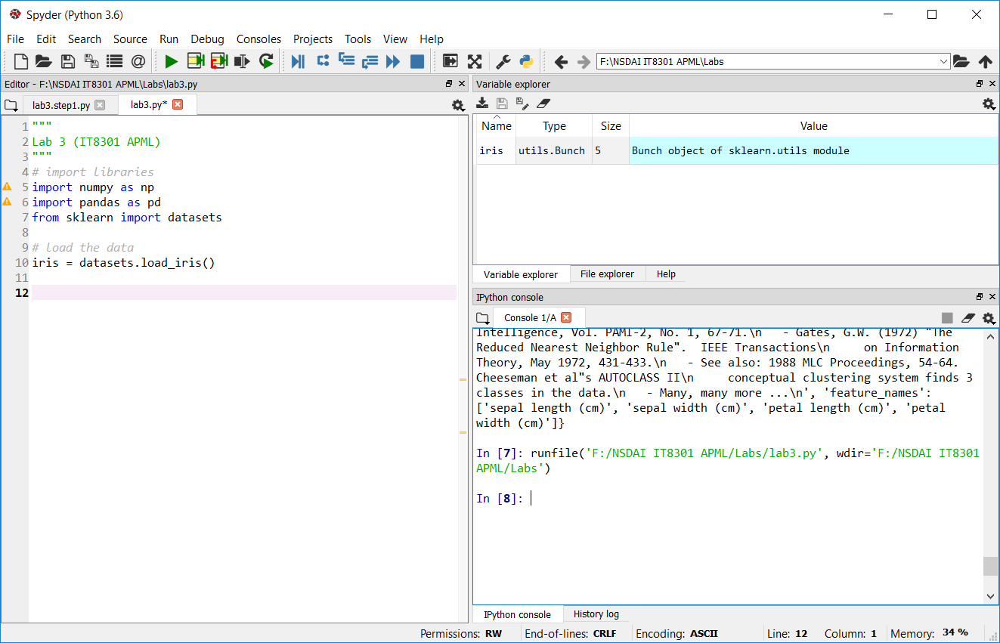 Spyder (Python 3.6)
File Edit Search Source Run Debug Consoles Projects Tools View Help
F:\NSDAI IT8301 APML\Labs
Editor - F:\NSDAI IT8301 APML\Labs\lab3.py
lab3.step1.py lab3.py*
1 """
2 Lab 3 (IT8301 APML)
3 """
4 # import libraries
5 import numpy as np
6 import pandas as pd
7 from sklearn import datasets
8
9 # load the data
10 iris = datasets.load_iris()
11
12
Variable explorer
Name Type Size Value
iris utils.Bunch 5 Bunch object of sklearn.utils module
Variable explorer File explorer Help
IPython console
Console 1/A
Intelligence, Vol. PAMI-2, No. 1, 67-71.\n   - Gates, G.W. (1972) "The
Reduced Nearest Neighbor Rule".  IEEE Transactions\n     on Information
Theory, May 1972, 431-433.\n   - See also: 1988 MLC Proceedings, 54-64.
Cheeseman et al"s AUTOCLASS II\n     conceptual clustering system finds 3
classes in the data.\n   - Many, many more ...\n', 'feature_names':
['sepal length (cm)', 'sepal width (cm)', 'petal length (cm)', 'petal
width (cm)']}
In [7]: runfile('F:/NSDAI IT8301 APML/Labs/lab3.py', wdir='F:/NSDAI IT8301
APML/Labs')
In [8]:
IPython console History log
Permissions: RW End-of-lines: CRLF Encoding: ASCII Line: 12 Column: 1 Memory: 34 %